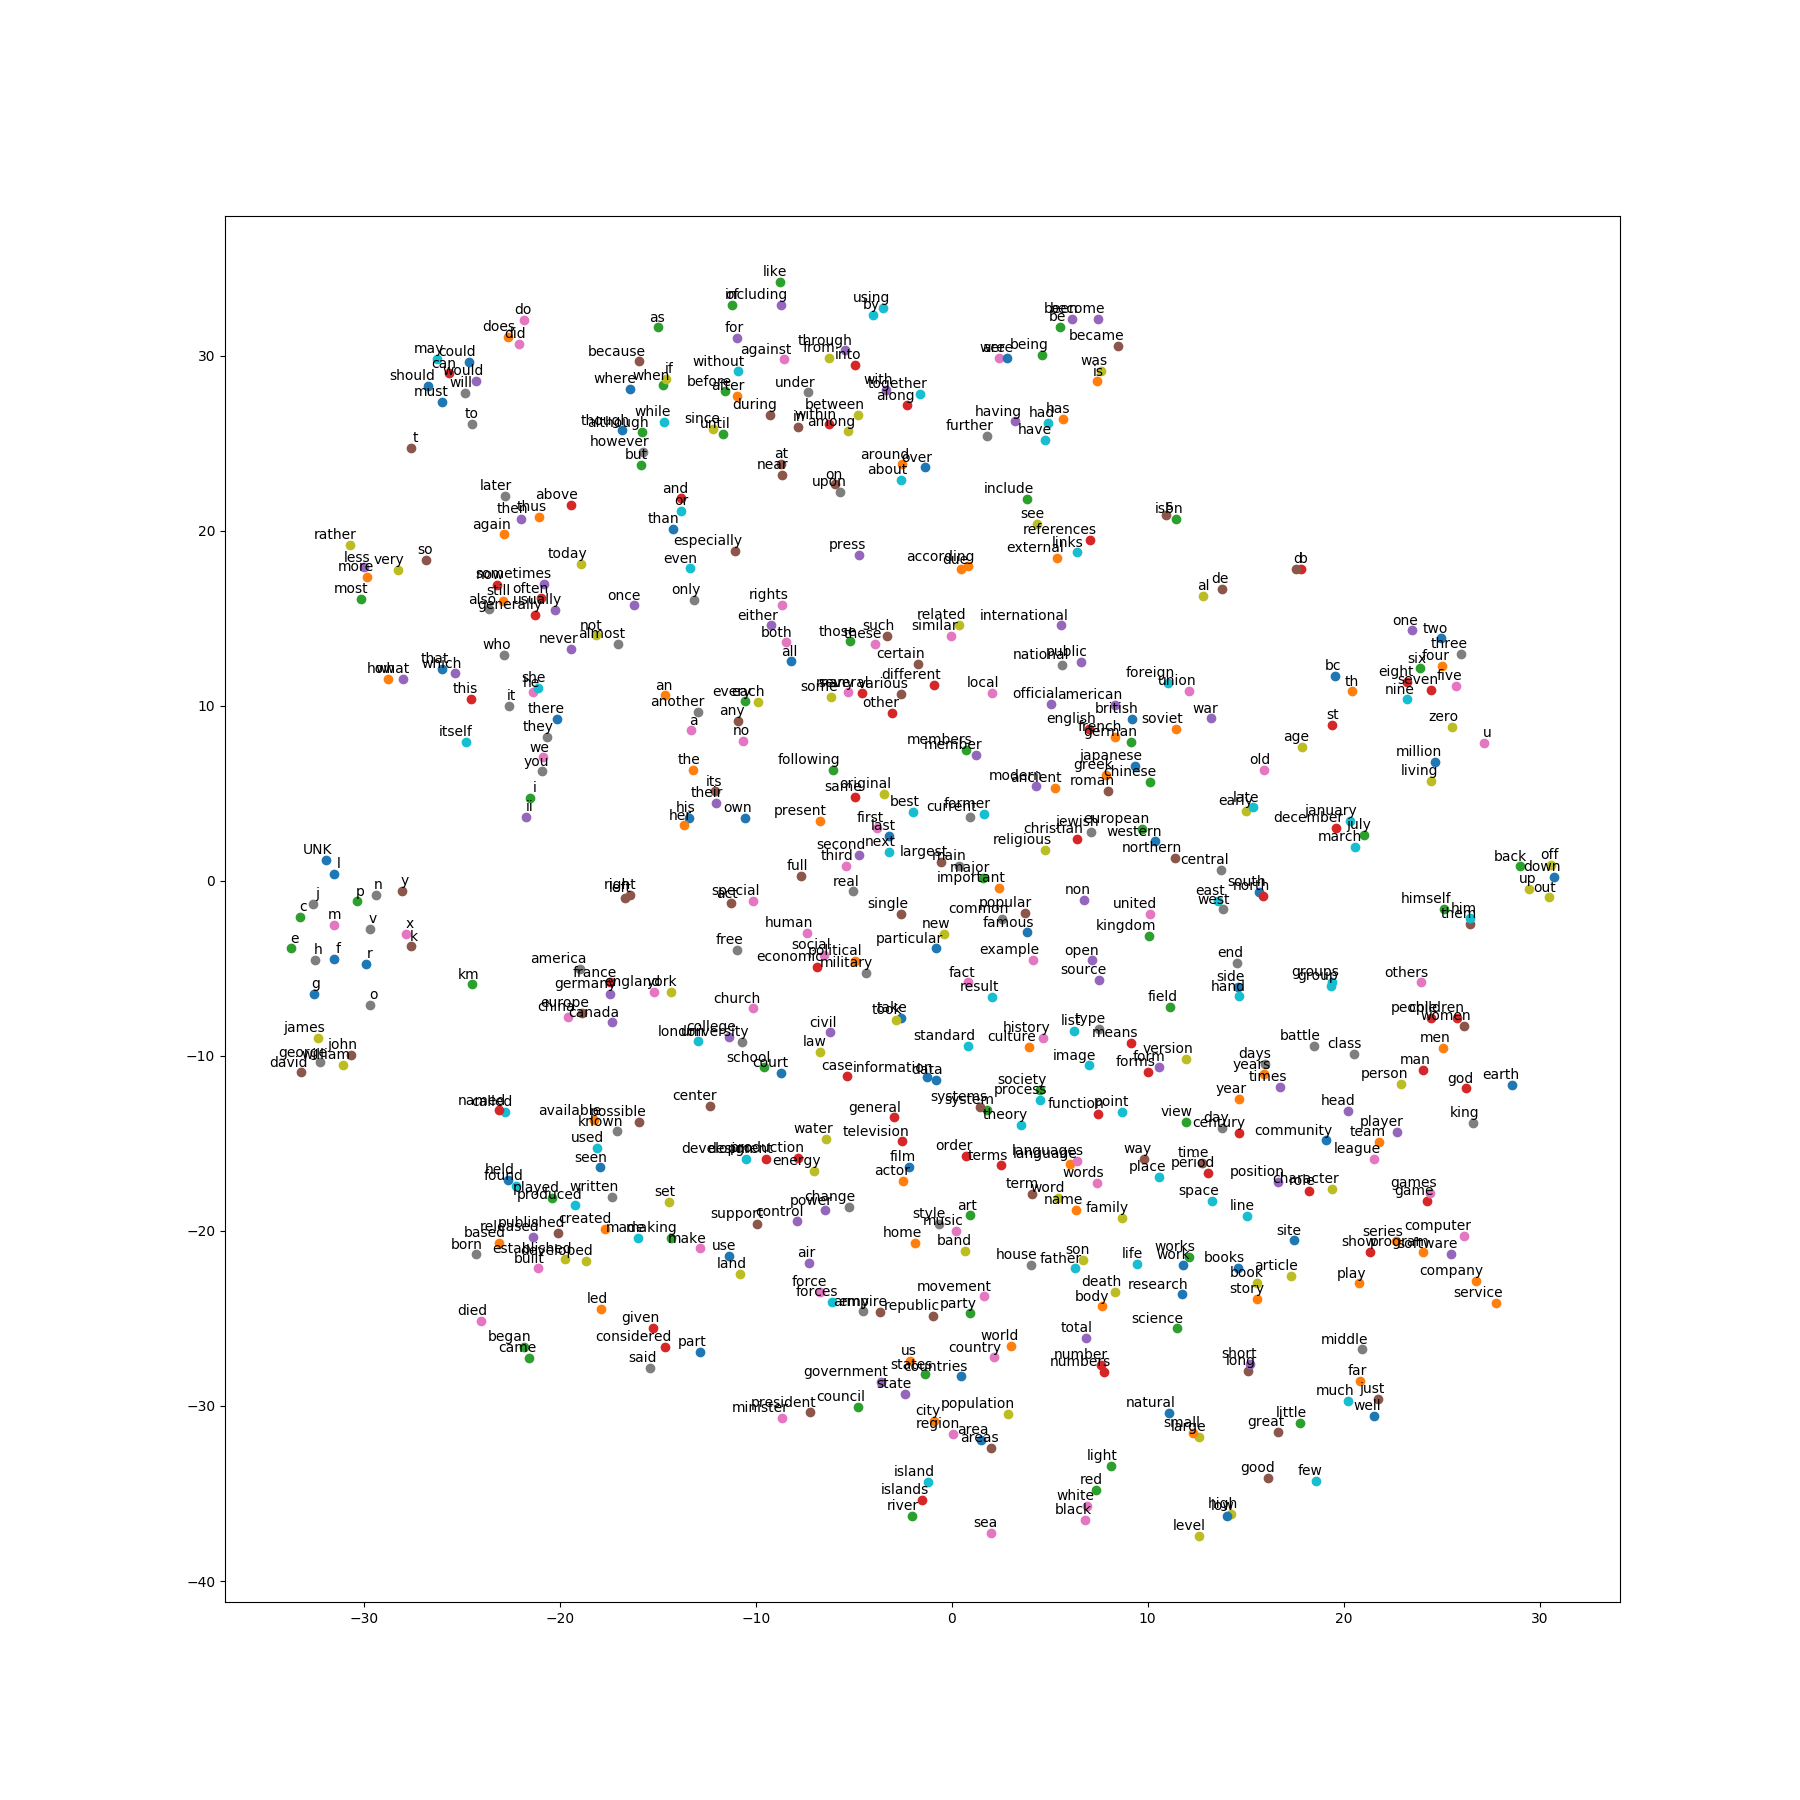 like
if including
using
by
do
does
did
as
for
been become
be
became
through
from
into
against
were are being
may could
can
would
should will
must
because
where when if
without
before after
under
with together
along
was
is
to
while
though
although
since
until
during
in within
between
among
having had has
have
further
t
however
but
at
near
around over
about
on
upon
later
above
and
or
include
then thus
again
than
see
references
links
external
rather
so
less very
more
most
today
especially
press
even
according
due
b
al de
now sometimes
still often
also usually
generally
once
only
rights
not
almost
never
who
either
both
all
those these such
related
similar
certain
international
national public
one two
three
six four
eight seven five
nine
bc th
how what
that
which
this
she
he
it
there
they
itself
we
you
i
ii
an
another
a
every each
any
no
some several various
different
other
local
foreign
union
official american
british
english french
german
soviet war
st
zero
u
million
living
age
old
the
its
their
his own
her
members
member
following
same original
modern ancient
japanese
greek chinese
roman
present
best
current former
first
last
next
second
third
largest main
major
important
religious
christian jewish european
western
northern
central
early late
january
december july
march
UNK
l
j p n y
c m v x
k
e h f r
g o
right
left
full
real
special
act
single
common popular
famous
new
particular
non
united
kingdom
south north
east west
back off
down
up out
himself him
them
human
free
social
economic political
military
example
open
source
end
side
hand
groups
group
others
america
france
germany england york
km
europe
china canada
church
fact
result
field
take
took
people children
women
men
james
john
george william
david
london university
college
school court
civil
law
standard
culture history
list type
means
image
version
form
forms
battle
class
days
years
times
year
man
person
god
earth
case information
data
society
process
systems
system
theory
function point
view
day
century
head
king
named called
available possible
known
used
seen
center
general
television
water
development design production
energy
film
actor
order
terms
languages
language
words
way
place
time
period
community
player
team
league
held
found
played
produced written
set
term word
name
family
space
line
position
role character
games
game
support control power change
style art
music
band
published created
released
based
born
established developed
built
made making
make
use
land
home
house
son
father
life
works
work
books
book
article
story
site
series
show program
computer
software
play
company
service
air
force
forces
army empire
republic party
movement
death
body
research
science
died
led
given
considered
began
came
said
part
world
country
us
states countries
government
state
total
number
numbers
short
long
middle
far
much just
well
president
minister
council
city
region
population
area
areas
natural
small
large
great little
island
islands
river
sea
light
red
white
black
good few
high
low
level
30
20
10
0
−10
−20
−30
−40
−30 −20 −10 0 10 20 30